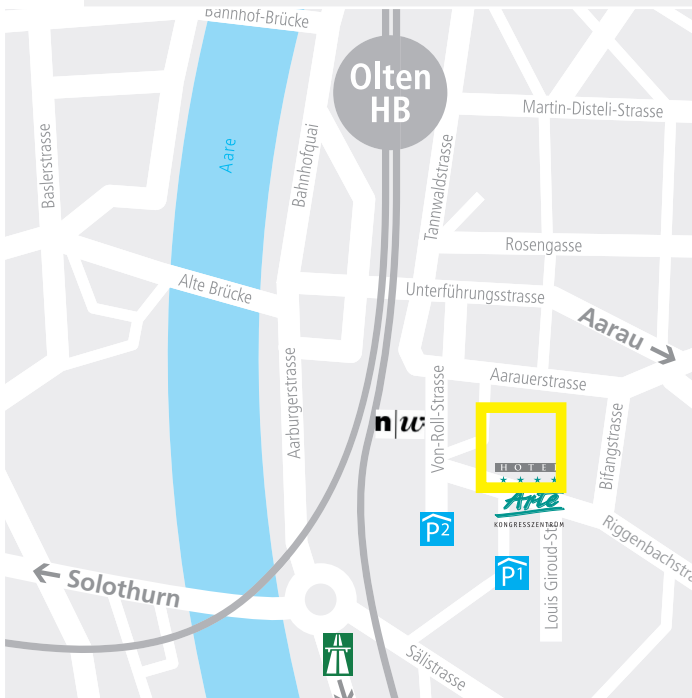 Bahnhof-Brücke
Olten
HB
Martin-Disteli-Strasse
Baslerstrasse
Aare
Bahnhofquai
Tannwaldstrasse
Rosengasse
Alte Brücke
Unterführungsstrasse
Aarau
Aarburgerstrasse
Aarauerstrasse
n|w
Von-Roll-Strasse
Bifangstrasse
HOTEL
Arte
KONGRESSZENTRUM
P2
Riggenbachstra
P1
Louis Giroud-St
Solothurn
Sälistrasse